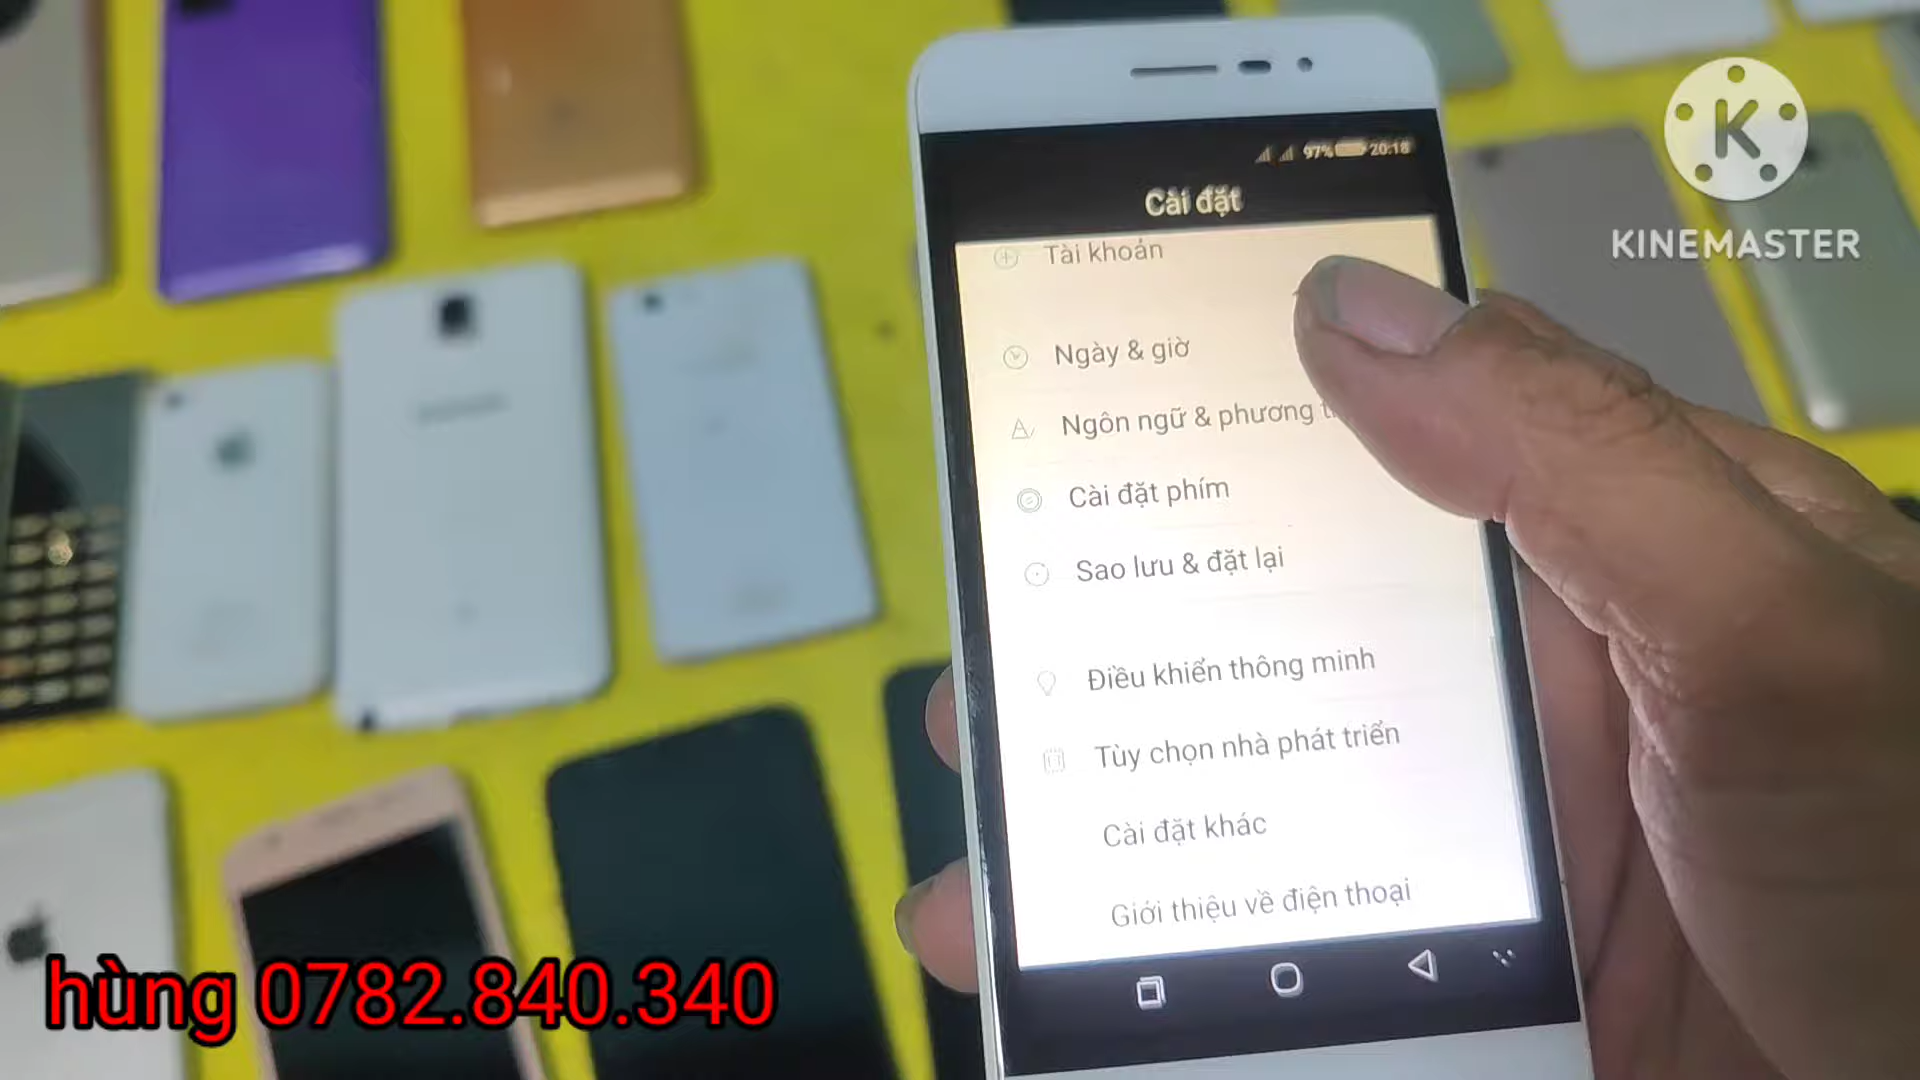 97% 20:18
Cài đặt
Tài khoản
Ngày & giờ
Ngôn ngữ & phương
Cài đặt phím
Sao lưu & đặt lại
Điều khiển thông minh
Tùy chọn nhà phát triển
Cài đặt khác
Giới thiệu về điện thoại
K
KINEMASTER
hùng 0782.840.340